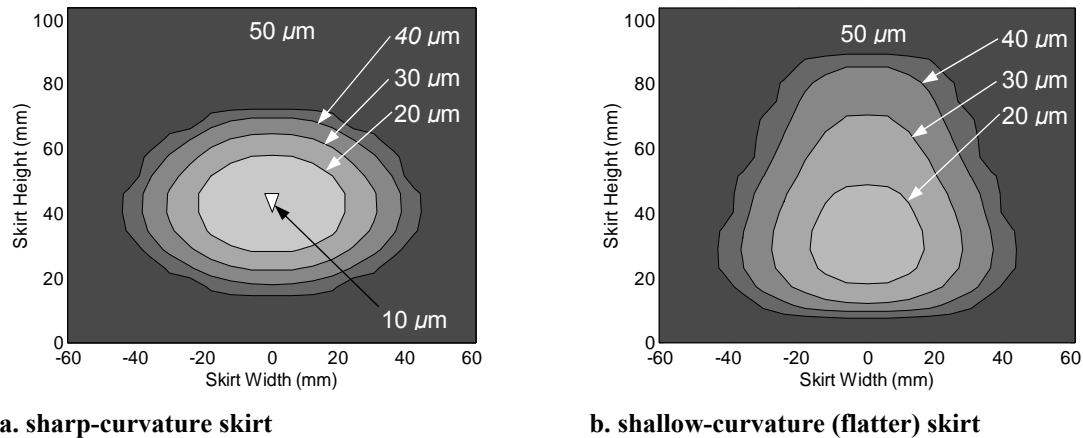 100
80
60
40
20
0
Skirt Height (mm)
-60 -40 -20 0 20 40 60
Skirt Width (mm)
50 µm
40 µm
30 µm
20 µm
10 µm
a. sharp-curvature skirt
100
80
60
40
20
0
Skirt Height (mm)
-60 -40 -20 0 20 40 60
Skirt Width (mm)
50 µm
40 µm
30 µm
20 µm
b. shallow-curvature (flatter) skirt